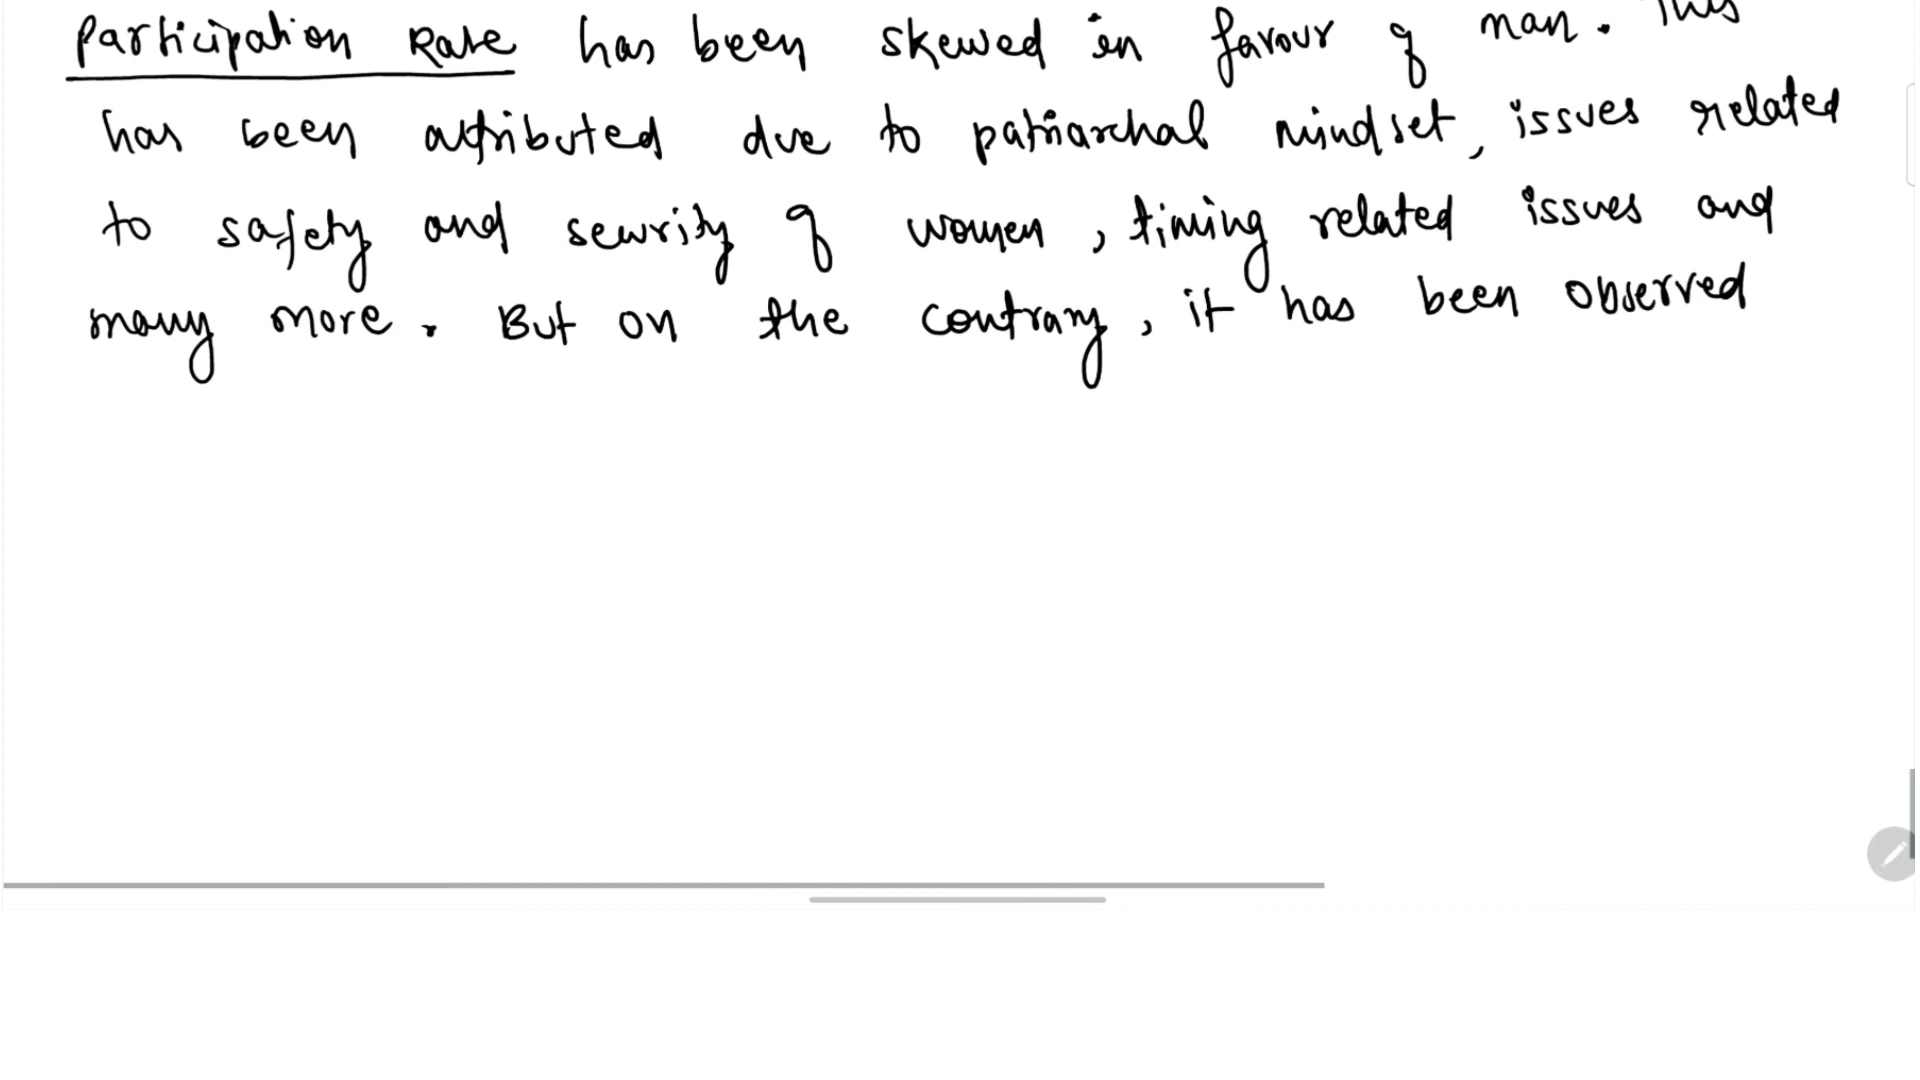 Participation Rate has been skewed in favour of man. This
has been attributed due to patriarchal mindset, issues related
to safety and security of women, timing related issues and
many more. But on the contrary, it has been observed